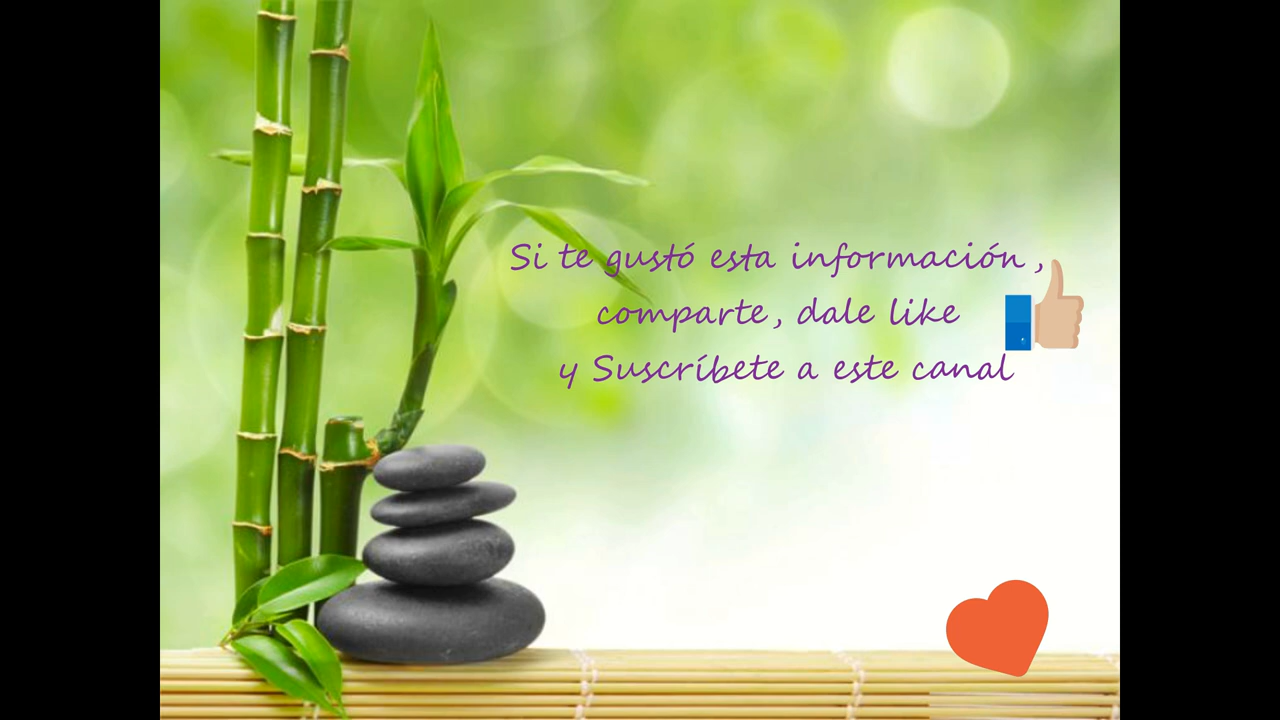 Si te gustó esta información,
comparte, dale like
y Suscríbete a este canal